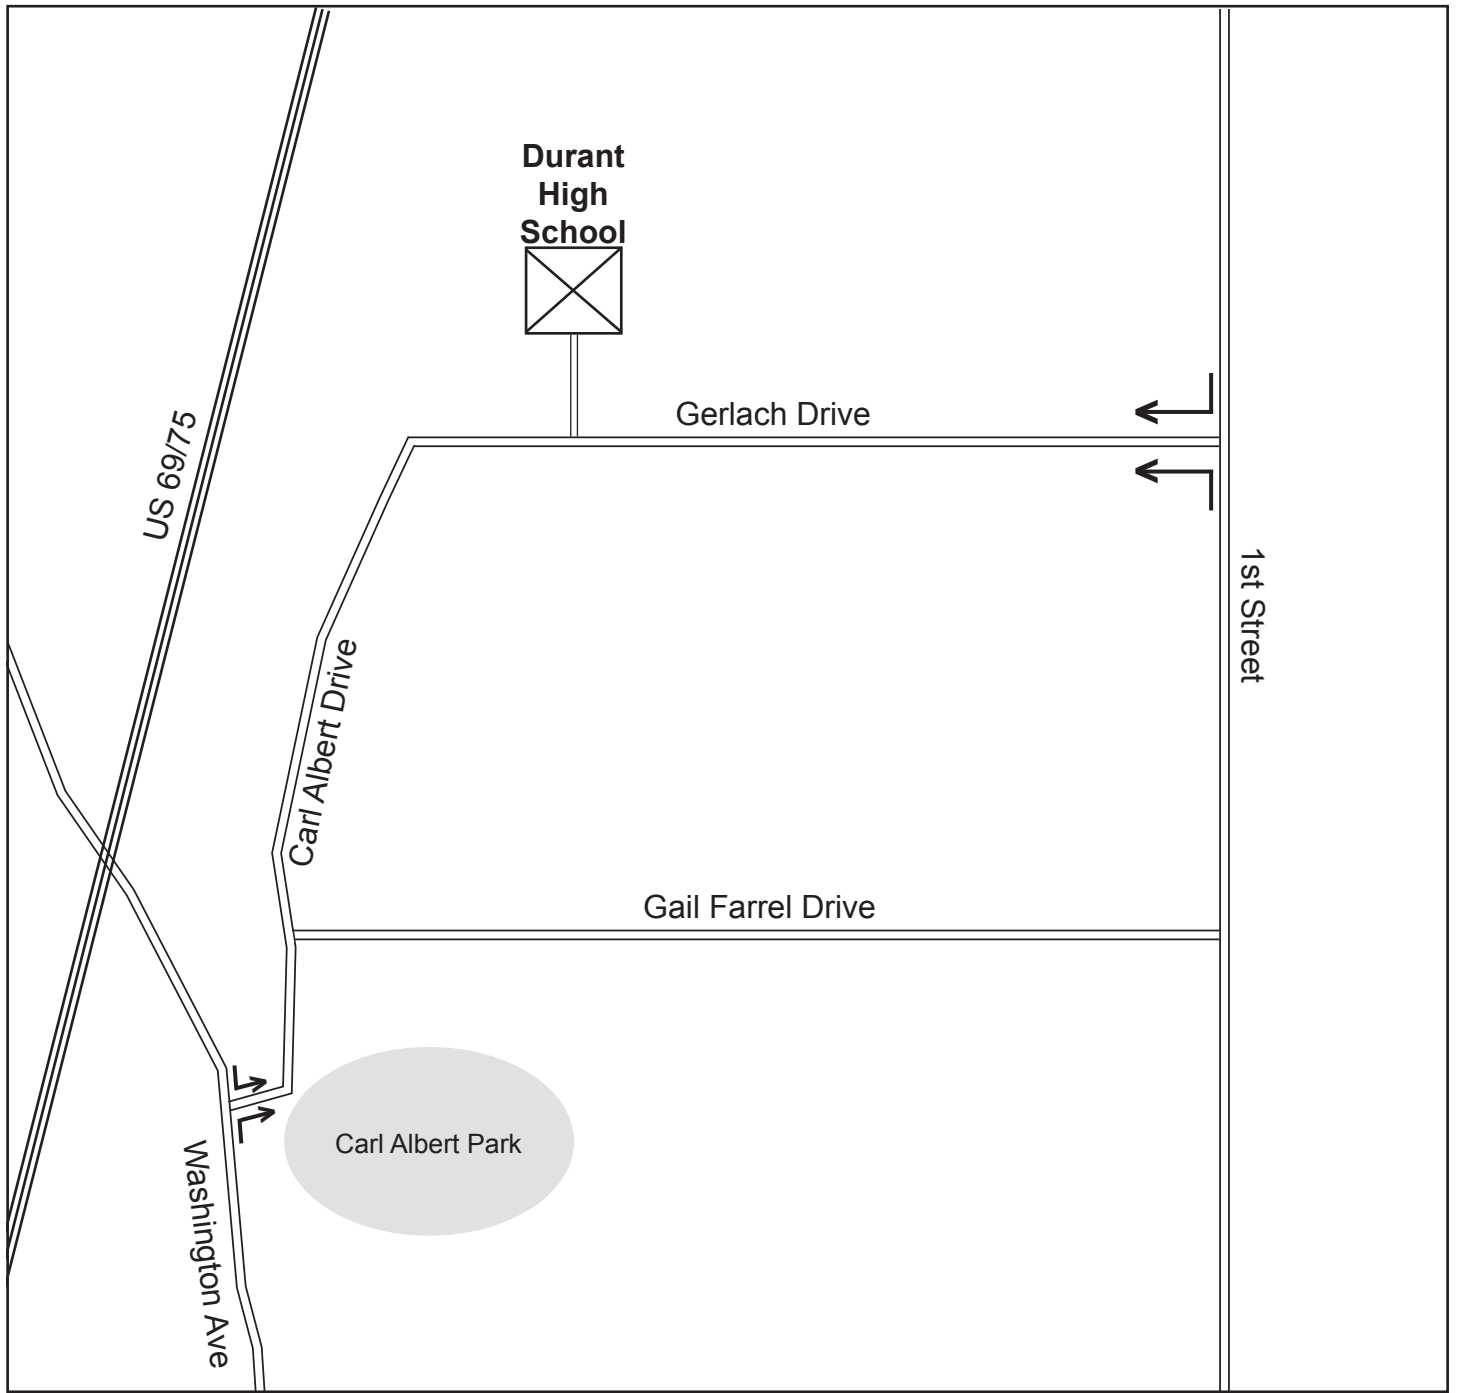 Durant
High
School
Gerlach Drive
US 69/75
1st Street
Carl Albert Drive
Gail Farrel Drive
Carl Albert Park
Washington Ave